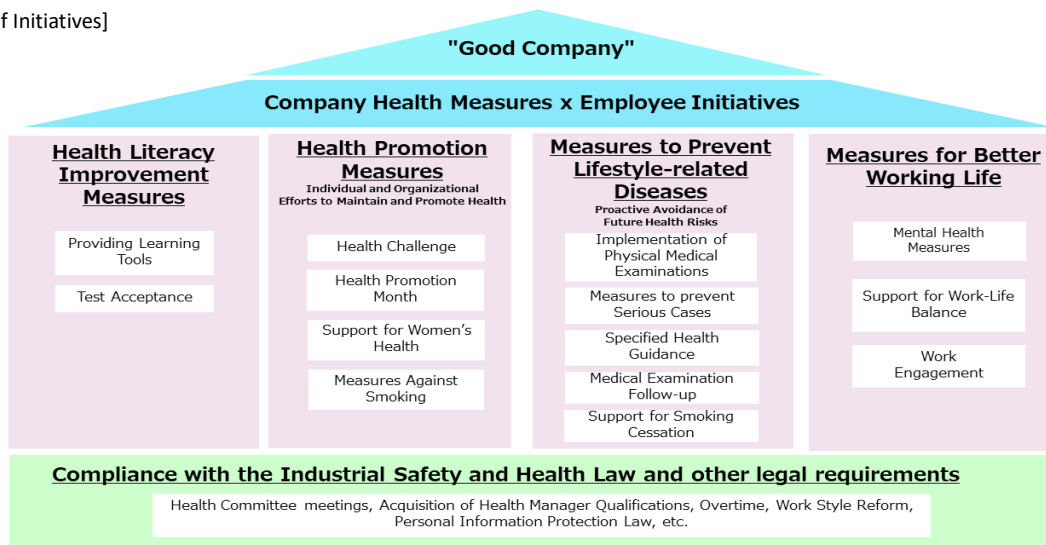 f Initiatives]
"Good Company"
Company Health Measures x Employee Initiatives
Health Literacy
Improvement
Measures
Providing Learning
Tools
Test Acceptance
Health Promotion
Measures
Individual and Organizational
Efforts to Maintain and Promote Health
Health Challenge
Health Promotion
Month
Support for Women's
Health
Measures Against
Smoking
Measures to Prevent
Lifestyle-related
Diseases
Proactive Avoidance of
Future Health Risks
Implementation of
Physical Medical
Examinations
Measures to prevent
Serious Cases
Specified Health
Guidance
Medical Examination
Follow-up
Support for Smoking
Cessation
Measures for Better
Working Life
Mental Health
Measures
Support for Work-Life
Balance
Work
Engagement
Compliance with the Industrial Safety and Health Law and other legal requirements
Health Committee meetings, Acquisition of Health Manager Qualifications, Overtime, Work Style Reform,
Personal Information Protection Law, etc.